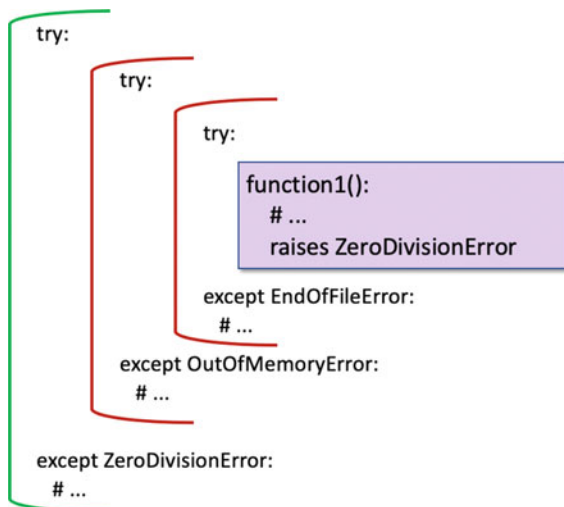 try:
try:
try:
function1():
# ...
raises ZeroDivisionError
except EndOfFileError:
# ...
except OutOfMemoryError:
# ...
except ZeroDivisionError:
# ...